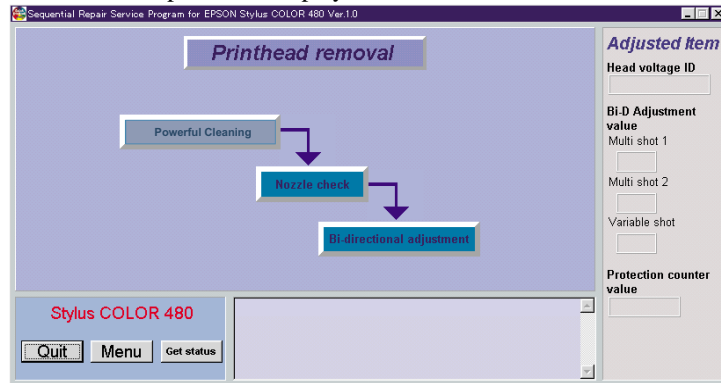 Sequential Repair Service Program for EPSON Stylus COLOR 480 Ver.1.0
Printhead removal
Powerful Cleaning
Nozzle check
Bi-directional adjustment
Adjusted Item
Head voltage ID
Bi-D Adjustment
value
Multi shot 1
Multi shot 2
Variable shot
Protection counter
value
Stylus COLOR 480
Quit
Menu
Get status